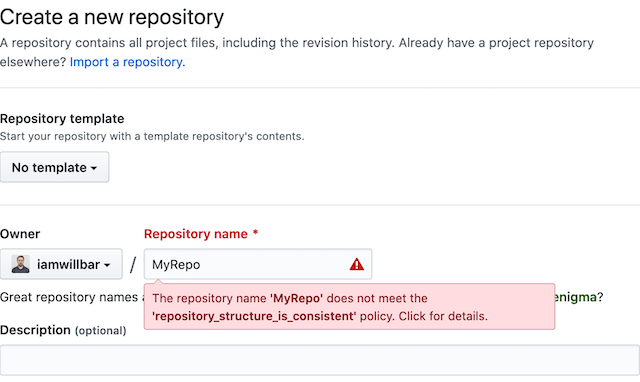 Create a new repository
A repository contains all project files, including the revision history. Already have a project repository
elsewhere? Import a repository.
Repository template
Start your repository with a template repository's contents.
No template
Owner
Repository name *
iamwillbar
/
MyRepo
Great repository names
enigma?
The repository name 'MyRepo' does not meet the
'repository_structure_is_consistent' policy. Click for details.
Description (optional)